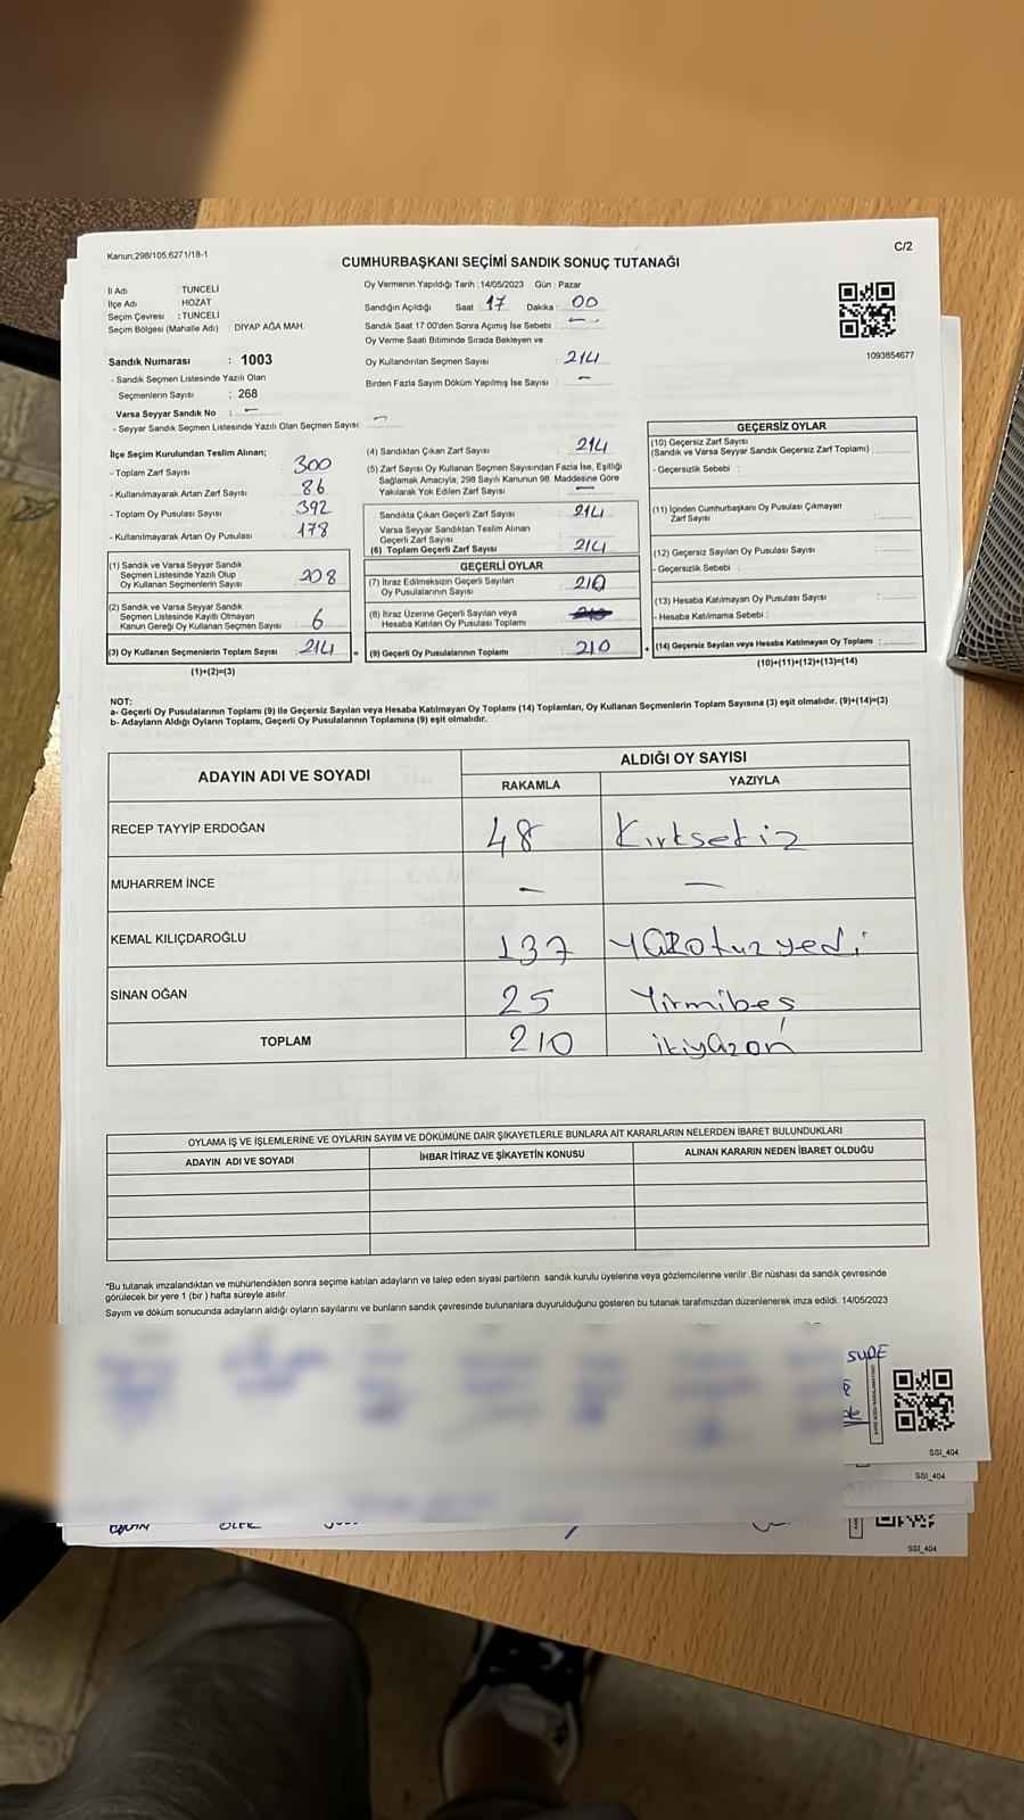 Kanun:298/105.6271/18-1
C/2
CUMHURBAŞKANI SEÇİMİ SANDIK SONUÇ TUTANAĞI
İl Adı : TUNCELİ
İlçe Adı : HOZAT
Seçim Çevresi : TUNCELİ
Seçim Bölgesi (Mahalle Adı) : DİYAP AĞA MAH.
Sandık Numarası : 1003
- Sandık Seçmen Listesinde Yazılı Olan
Seçmenlerin Sayısı : 268
Varsa Seyyar Sandık No : —
- Seyyar Sandık Seçmen Listesinde Yazılı Olan Seçmen Sayısı —
Oy Vermenin Yapıldığı Tarih : 14/05/2023 Gün : Pazar
Sandığın Açıldığı Saat 17 Dakika : 00
Sandık Saat 17 00'den Sonra Açımış İse Sebebi : —
Oy Verme Saati Bitiminde Sırada Bekleyen ve
Oy Kullandırılan Seçmen Sayısı : 214
Birden Fazla Sayım Döküm Yapılmış İse Sayısı —
1093854677
İlçe Seçim Kurulundan Teslim Alınan;
- Toplam Zarf Sayısı 300
- Kullanılmayarak Artan Zarf Sayısı 86
- Toplam Oy Pusulası Sayısı 392
- Kullanılmayarak Artan Oy Pusulası 178
(1) Sandık ve Varsa Seyyar Sandık
Seçmen Listesinde Yazılı Olup
Oy Kullanan Seçmenlerin Sayısı 208
(2) Sandık ve Varsa Seyyar Sandık
Seçmen Listesinde Kayıtlı Olmayan
Kanun Gereği Oy Kullanan Seçmen Sayısı 6
(3) Oy Kullanan Seçmenlerin Toplam Sayısı : 214
(1)+(2)=(3)
(4) Sandıktan Çıkan Zarf Sayısı 214
(5) Zarf Sayısı Oy Kullanan Seçmen Sayısından Fazla İse, Eşitliği
Sağlamak Amacıyla, 298 Sayılı Kanunun 98. Maddesine Göre
Yakılarak Yok Edilen Zarf Sayısı —
Sandıkta Çıkan Geçerli Zarf Sayısı 214
Varsa Seyyar Sandıktan Teslim Alınan
Geçerli Zarf Sayısı
(6) Toplam Geçerli Zarf Sayısı 214
GEÇERLİ OYLAR
(7) İtiraz Edilmeksizin Geçerli Sayılan
Oy Pusulalarının Sayısı 210
(8) İtiraz Üzerine Geçerli Sayılan veya
Hesaba Katılan Oy Pusulası Toplamı
(9) Geçerli Oy Pusulalarının Toplamı 210
GEÇERSİZ OYLAR
(10) Geçersiz Zarf Sayısı
(Sandık ve Varsa Seyyar Sandık Geçersiz Zarf Toplamı)
- Geçersizlik Sebebi :
(11) İçinden Cumhurbaşkanı Oy Pusulası Çıkmayan
Zarf Sayısı
(12) Geçersiz Sayılan Oy Pusulası Sayısı
- Geçersizlik Sebebi :
(13) Hesaba Katılmayan Oy Pusulası Sayısı
- Hesaba Katılmama Sebebi :
(14) Geçersiz Sayılan veya Hesaba Katılmayan Oy Toplamı :
(10)+(11)+(12)+(13)=(14)
NOT:
a- Geçerli Oy Pusulalarının Toplamı (9) ile Geçersiz Sayılan veya Hesaba Katılmayan Oy Toplamı (14) Toplamları, Oy Kullanan Seçmenlerin Toplam Sayısına (3) eşit olmalıdır. (9)+(14)=(3)
b- Adayların Aldığı Oyların Toplamı, Geçerli Oy Pusulalarının Toplamına (9) eşit olmalıdır.
ADAYIN ADI VE SOYADI
ALDIĞI OY SAYISI
RAKAMLA YAZIYLA
RECEP TAYYİP ERDOĞAN 48 Kırksekiz
MUHARREM İNCE — —
KEMAL KILIÇDAROĞLU 137 yüzotuzyedi
SİNAN OĞAN 25 Yirmibeş
TOPLAM 210 ikiyüzon
OYLAMA İŞ VE İŞLEMLERİNE VE OYLARIN SAYIM VE DÖKÜMÜNE DAİR ŞİKAYETLERLE BUNLARA AİT KARARLARIN NELERDEN İBARET BULUNDUKLARI
ADAYIN ADI VE SOYADI İHBAR İTİRAZ VE ŞİKAYETİN KONUSU ALINAN KARARIN NEDEN İBARET OLDUĞU
*Bu tutanak imzalandıktan ve mühürlendikten sonra seçime katılan adayların ve talep eden siyasi partilerin sandık kurulu üyelerine veya gözlemcilerine verilir. Bir nüshası da sandık çevresinde
görülecek bir yere 1 (bir ) hafta süreyle asılır.
Sayım ve döküm sonucunda adayların aldığı oyların sayılarını ve bunların sandık çevresinde bulunanlara duyurulduğunu gösteren bu tutanak tarafımızdan düzenlenerek imza edildi. 14/05/2023
SSI_404
SSI_404
SSI_404